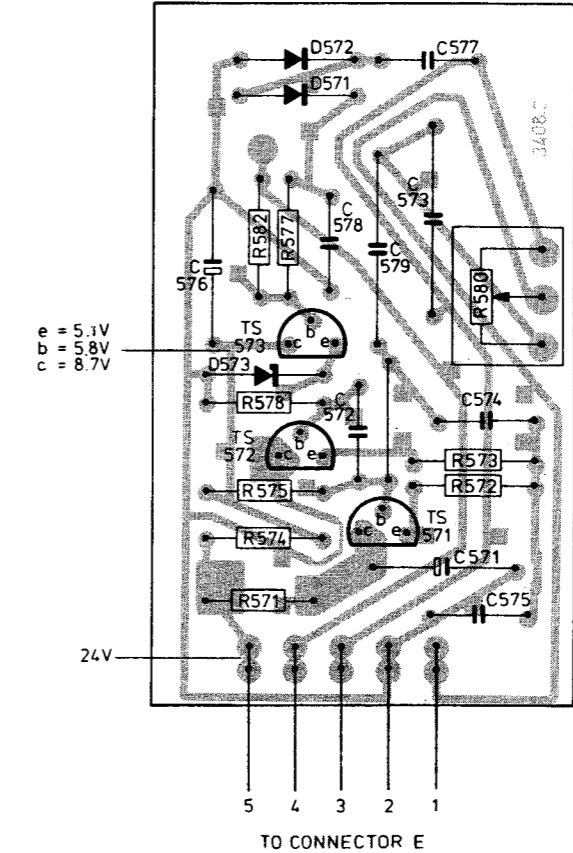 D572
C577
D571
3408.2
R582
R577
C
578
C
579
C
573
C
576
R580
e = 5.1V
b = 5.8V
c = 8.7V
TS
573
b
c
e
D573
R578
C
572
C574
TS
572
b
c
e
R573
R575
R572
b
TS
571
c
e
R574
C571
R571
C575
24V
5 4 3 2 1
TO CONNECTOR E